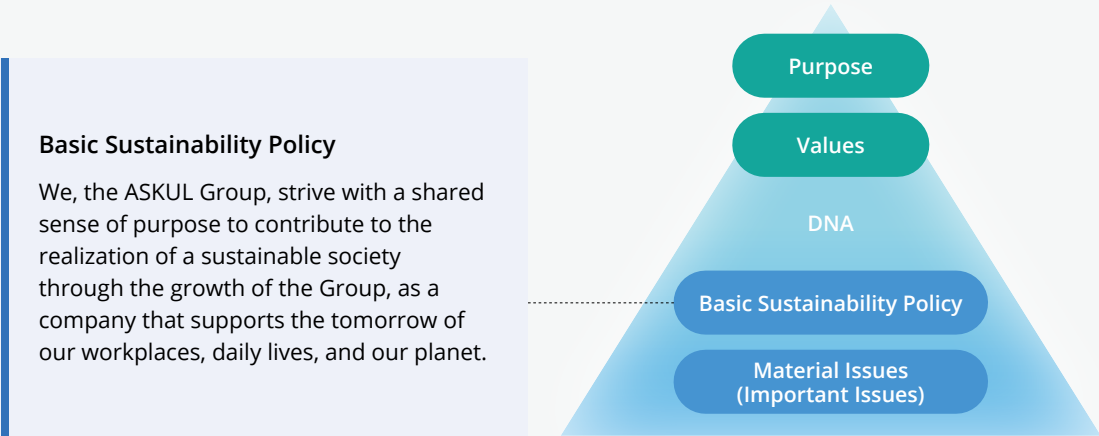 Basic Sustainability Policy
We, the ASKUL Group, strive with a shared
sense of purpose to contribute to the
realization of a sustainable society
through the growth of the Group, as a
company that supports the tomorrow of
our workplaces, daily lives, and our planet.
Purpose
Values
DNA
Basic Sustainability Policy
Material Issues
(Important Issues)